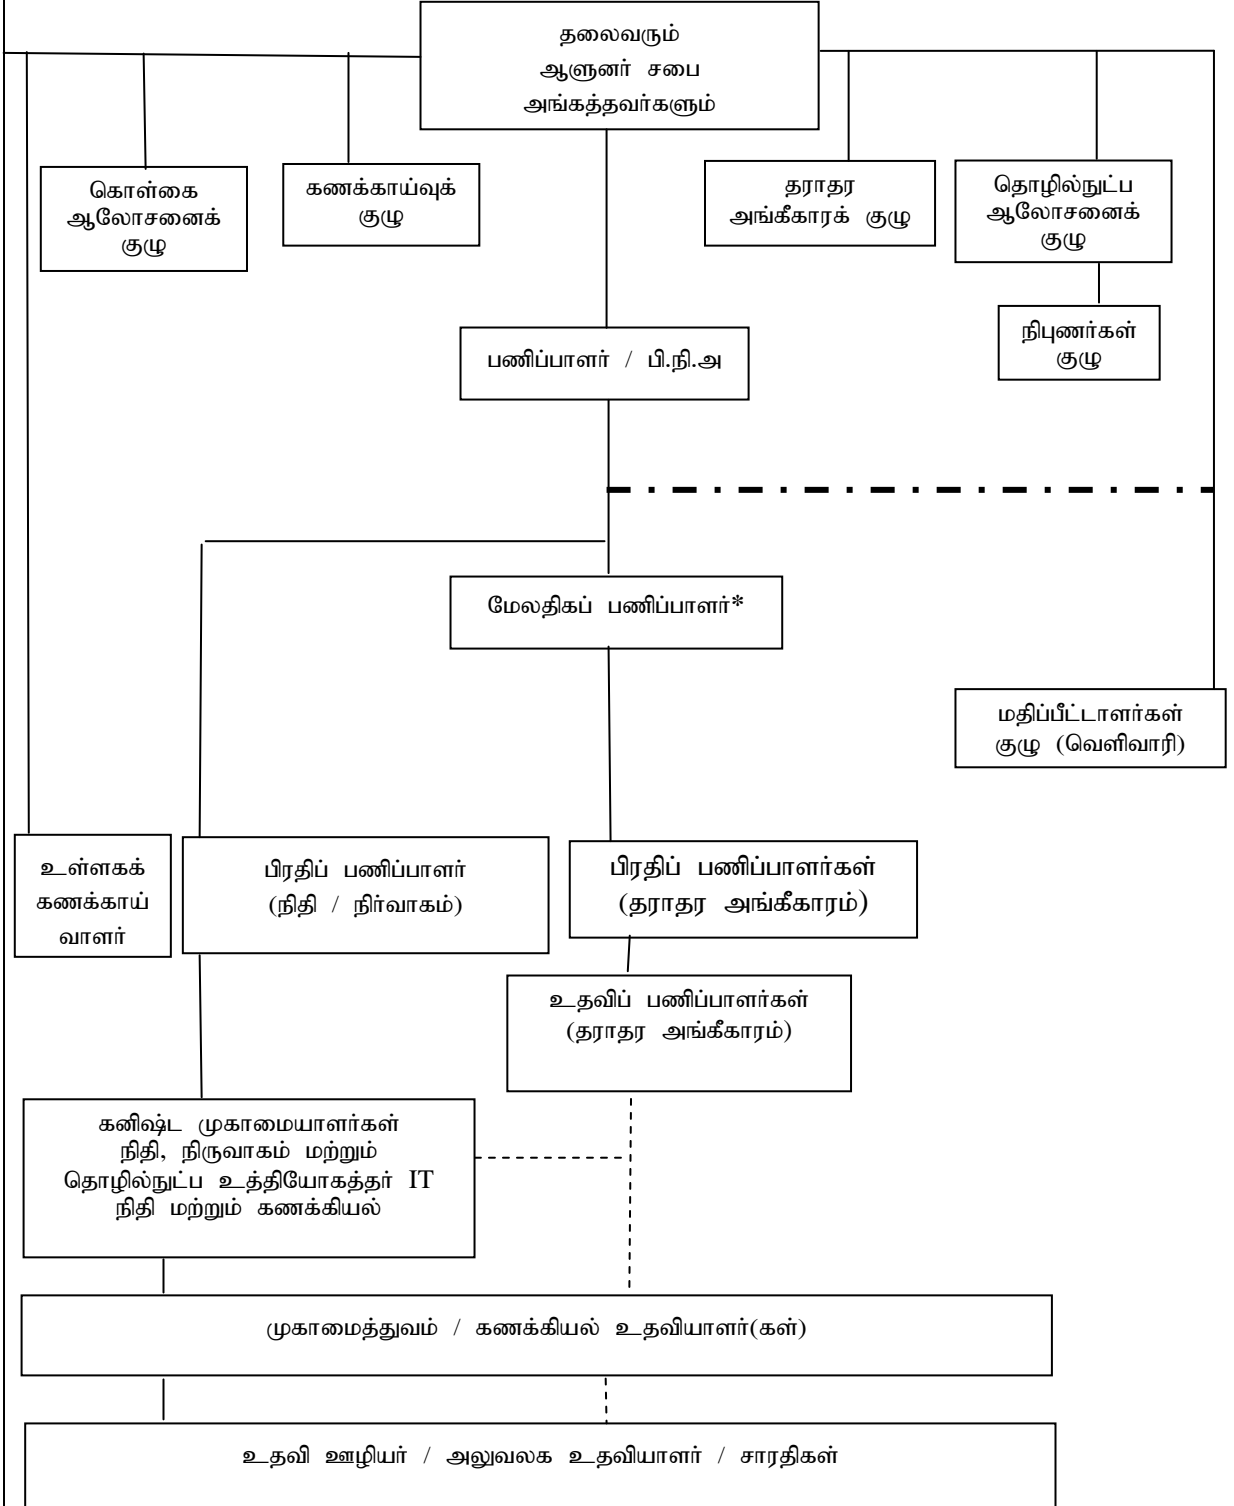 தலைவரும்
ஆளுனர் சபை
அங்கத்தவர்களும்
கொள்கை
ஆலோசனைக்
குழு
கணக்காய்வுக்
குழு
தராதர
அங்கீகாரக் குழு
தொழில்நுட்ப
ஆலோசனைக்
குழு
நிபுணர்கள்
குழு
பணிப்பாளர் / பி.நி.அ
மேலதிகப் பணிப்பாளர்*
மதிப்பீட்டாளர்கள்
குழு (வெளிவாரி)
உள்ளகக்
கணக்காய்
வாளர்
பிரதிப் பணிப்பாளர்
(நிதி / நிர்வாகம்)
பிரதிப் பணிப்பாளர்கள்
(தராதர அங்கீகாரம்)
உதவிப் பணிப்பாளர்கள்
(தராதர அங்கீகாரம்)
கனிஷ்ட முகாமையாளர்கள்
நிதி, நிருவாகம் மற்றும்
தொழில்நுட்ப உத்தியோகத்தர் IT
நிதி மற்றும் கணக்கியல்
முகாமைத்துவம் / கணக்கியல் உதவியாளர்(கள்)
உதவி ஊழியர் / அலுவலக உதவியாளர் / சாரதிகள்